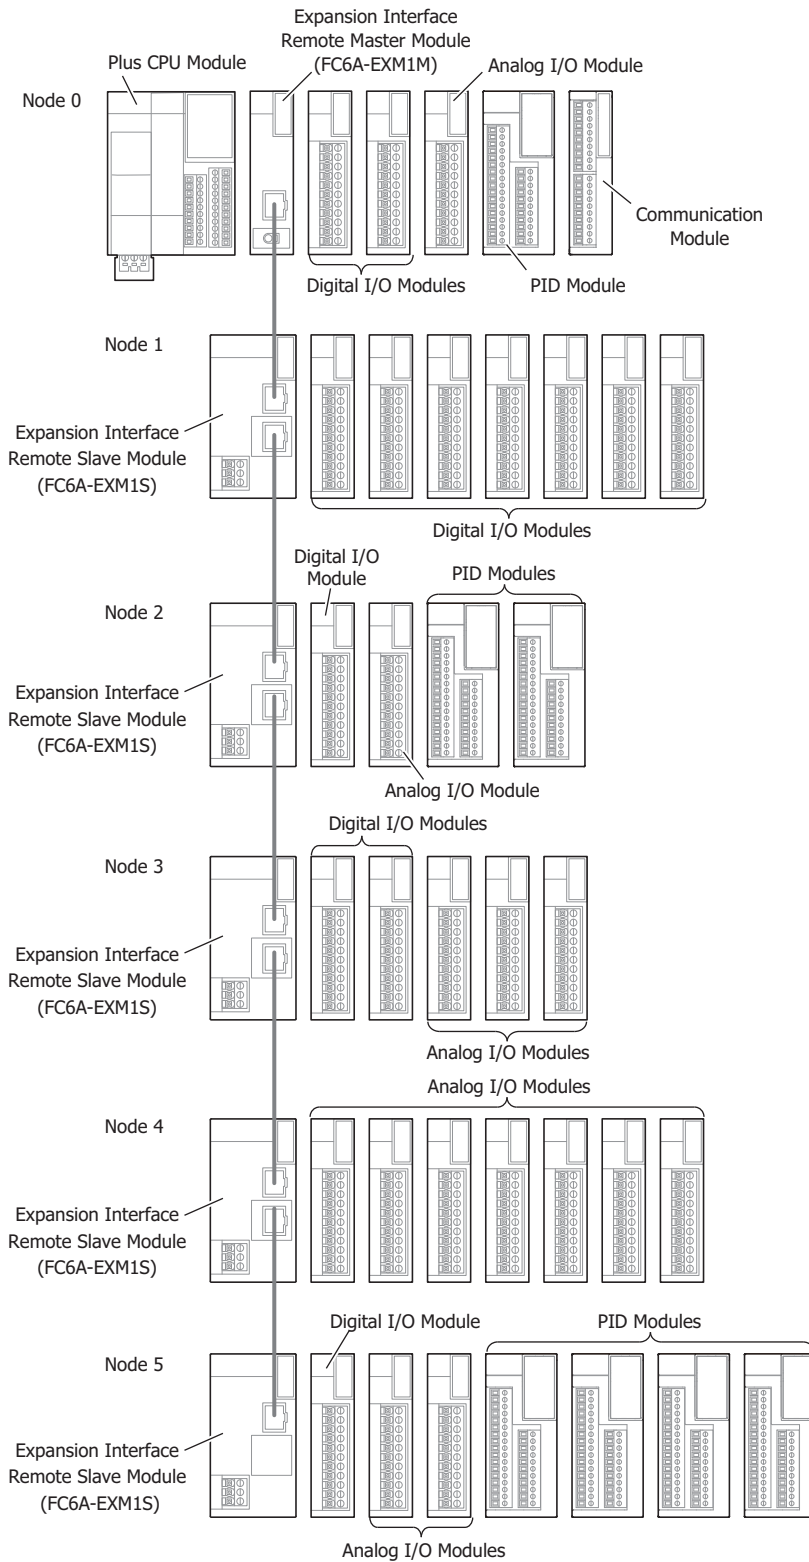 Expansion Interface
Remote Master Module
(FC6A-EXM1M)
Plus CPU Module
Analog I/O Module
Node 0
Communication
Module
Digital I/O Modules
PID Module
Node 1
Expansion Interface
Remote Slave Module
(FC6A-EXM1S)
Digital I/O Modules
Digital I/O
Module
PID Modules
Node 2
Expansion Interface
Remote Slave Module
(FC6A-EXM1S)
Analog I/O Module
Digital I/O Modules
Node 3
Expansion Interface
Remote Slave Module
(FC6A-EXM1S)
Analog I/O Modules
Analog I/O Modules
Node 4
Expansion Interface
Remote Slave Module
(FC6A-EXM1S)
Digital I/O Module
PID Modules
Node 5
Expansion Interface
Remote Slave Module
(FC6A-EXM1S)
Analog I/O Modules